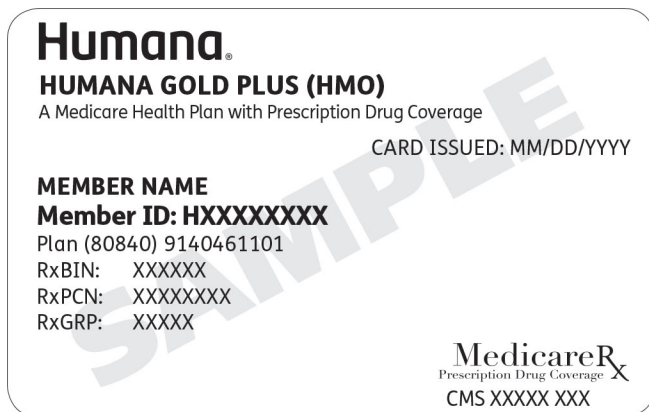 Humana®
HUMANA GOLD PLUS (HMO)
A Medicare Health Plan with Prescription Drug Coverage
CARD ISSUED: MM/DD/YYYY
MEMBER NAME
Member ID: HXXXXXXXX
Plan (80840) 9140461101
RxBIN: XXXXXX
RxPCN: XXXXXXXX
RxGRP: XXXXX
SAMPLE
MedicareRx
Prescription Drug Coverage
CMS XXXXX XXX